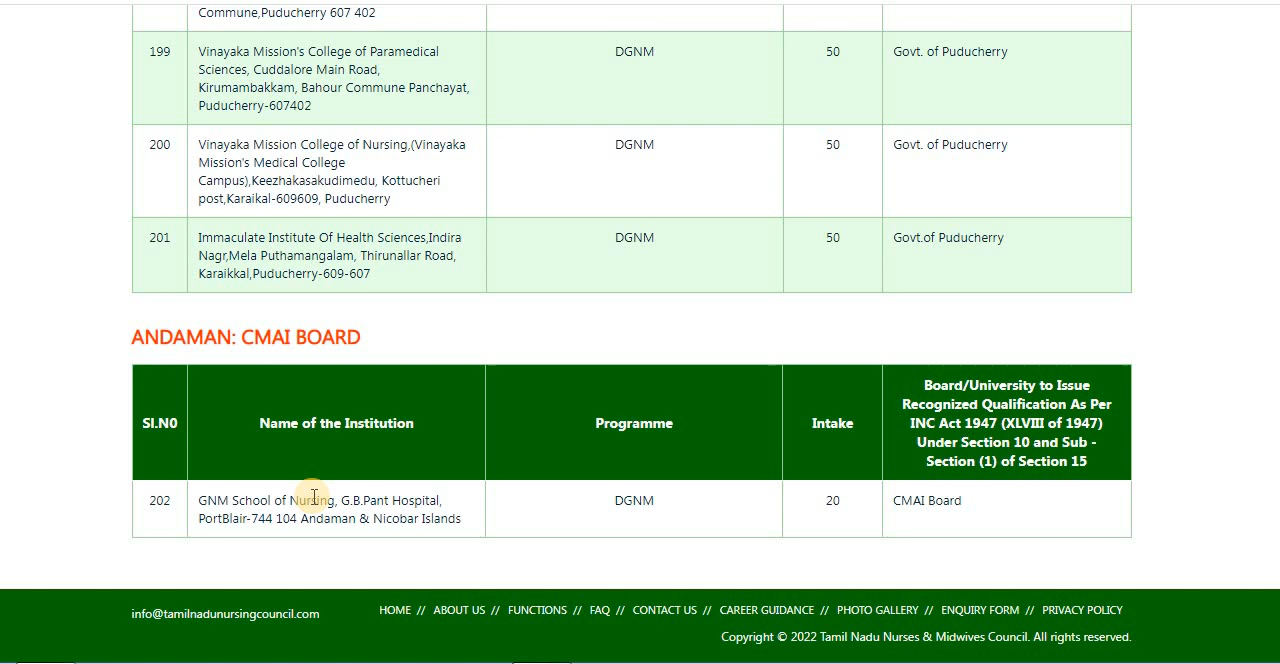 Commune,Puducherry 607 402
199
Vinayaka Mission's College of Paramedical
Sciences, Cuddalore Main Road,
Kirumambakkam, Bahour Commune Panchayat,
Puducherry-607402
DGNM
50
Govt. of Puducherry
200
Vinayaka Mission College of Nursing,(Vinayaka
Mission's Medical College
Campus),Keezhakasakudimedu, Kottucheri
post,Karaikal-609609, Puducherry
DGNM
50
Govt. of Puducherry
201
Immaculate Institute Of Health Sciences,Indira
Nagr,Mela Puthamangalam, Thirunallar Road,
Karaikkal,Puducherry-609-607
DGNM
50
Govt.of Puducherry
ANDAMAN: CMAI BOARD
Sl.N0
Name of the Institution
Programme
Intake
Board/University to Issue
Recognized Qualification As Per
INC Act 1947 (XLVIII of 1947)
Under Section 10 and Sub -
Section (1) of Section 15
202
GNM School of Nursing, G.B.Pant Hospital,
PortBlair-744 104 Andaman & Nicobar Islands
DGNM
20
CMAI Board
info@tamilnadunursingcouncil.com
HOME // ABOUT US // FUNCTIONS // FAQ // CONTACT US // CAREER GUIDANCE // PHOTO GALLERY // ENQUIRY FORM // PRIVACY POLICY
Copyright © 2022 Tamil Nadu Nurses & Midwives Council. All rights reserved.